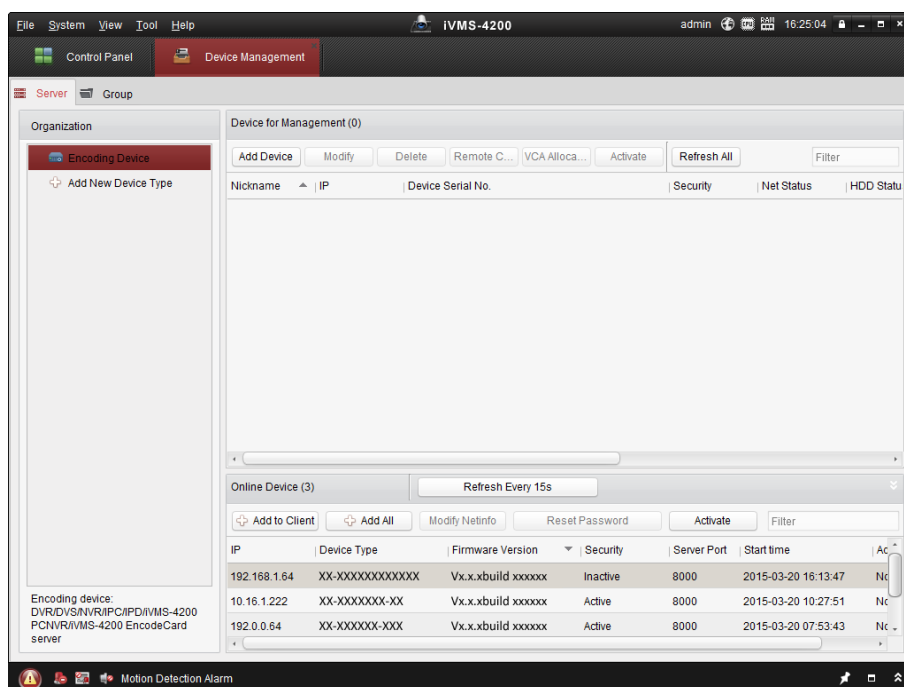 File System View Tool Help iVMS-4200 admin CPU RAM 16:25:04
Control Panel Device Management
Server Group
Organization
Encoding Device
Add New Device Type
Encoding device:
DVR/DVS/NVR/IPC/IPD/iVMS-4200
PCNVR/iVMS-4200 EncodeCard
server
Device for Management (0)
Add Device Modify Delete Remote C... VCA Alloca... Activate Refresh All Filter
Nickname IP Device Serial No. Security Net Status HDD Statu
Online Device (3) Refresh Every 15s
Add to Client Add All Modify Netinfo Reset Password Activate Filter
IP Device Type Firmware Version Security Server Port Start time Ad
192.168.1.64 XX-XXXXXXXXXXXX Vx.x.xbuild xxxxxx Inactive 8000 2015-03-20 16:13:47 No
10.16.1.222 XX-XXXXXXX-XX Vx.x.xbuild xxxxxx Active 8000 2015-03-20 10:27:51 No
192.0.0.64 XX-XXXXXX-XXX Vx.x.xbuild xxxxxx Active 8000 2015-03-20 07:53:43 No
Motion Detection Alarm